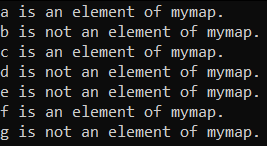 a is an element of mymap.
b is not an element of mymap.
c is an element of mymap.
d is not an element of mymap.
e is not an element of mymap.
f is an element of mymap.
g is not an element of mymap.